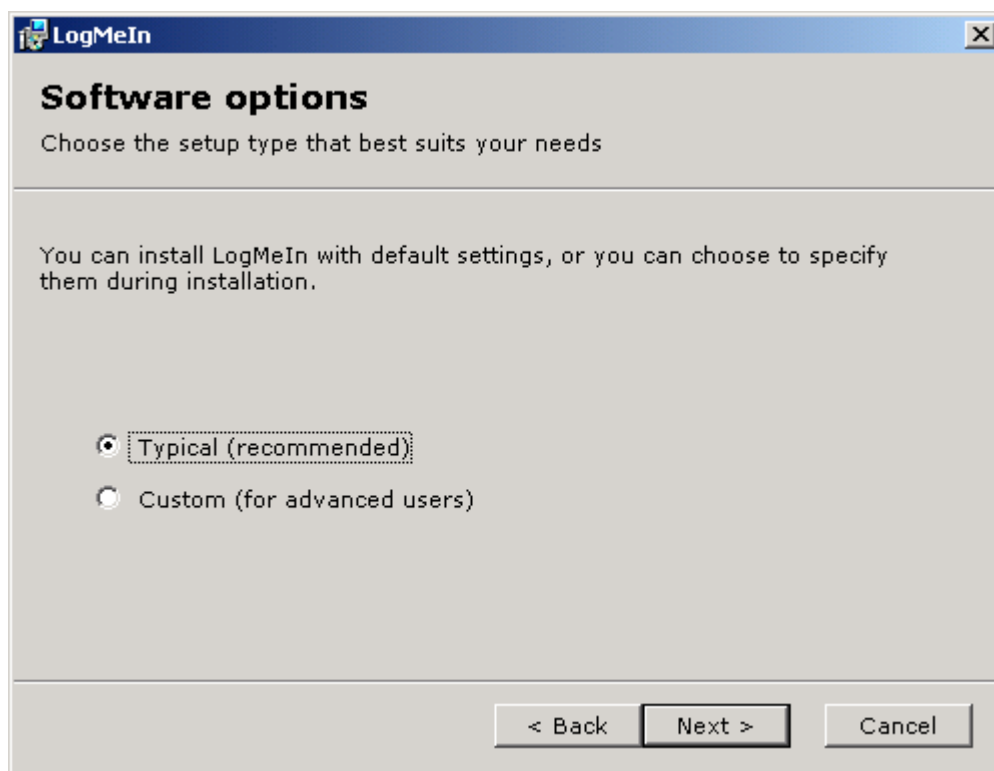 LogMeIn
Software options
Choose the setup type that best suits your needs
You can install LogMeIn with default settings, or you can choose to specify
them during installation.
Typical (recommended)
Custom (for advanced users)
< Back Next > Cancel